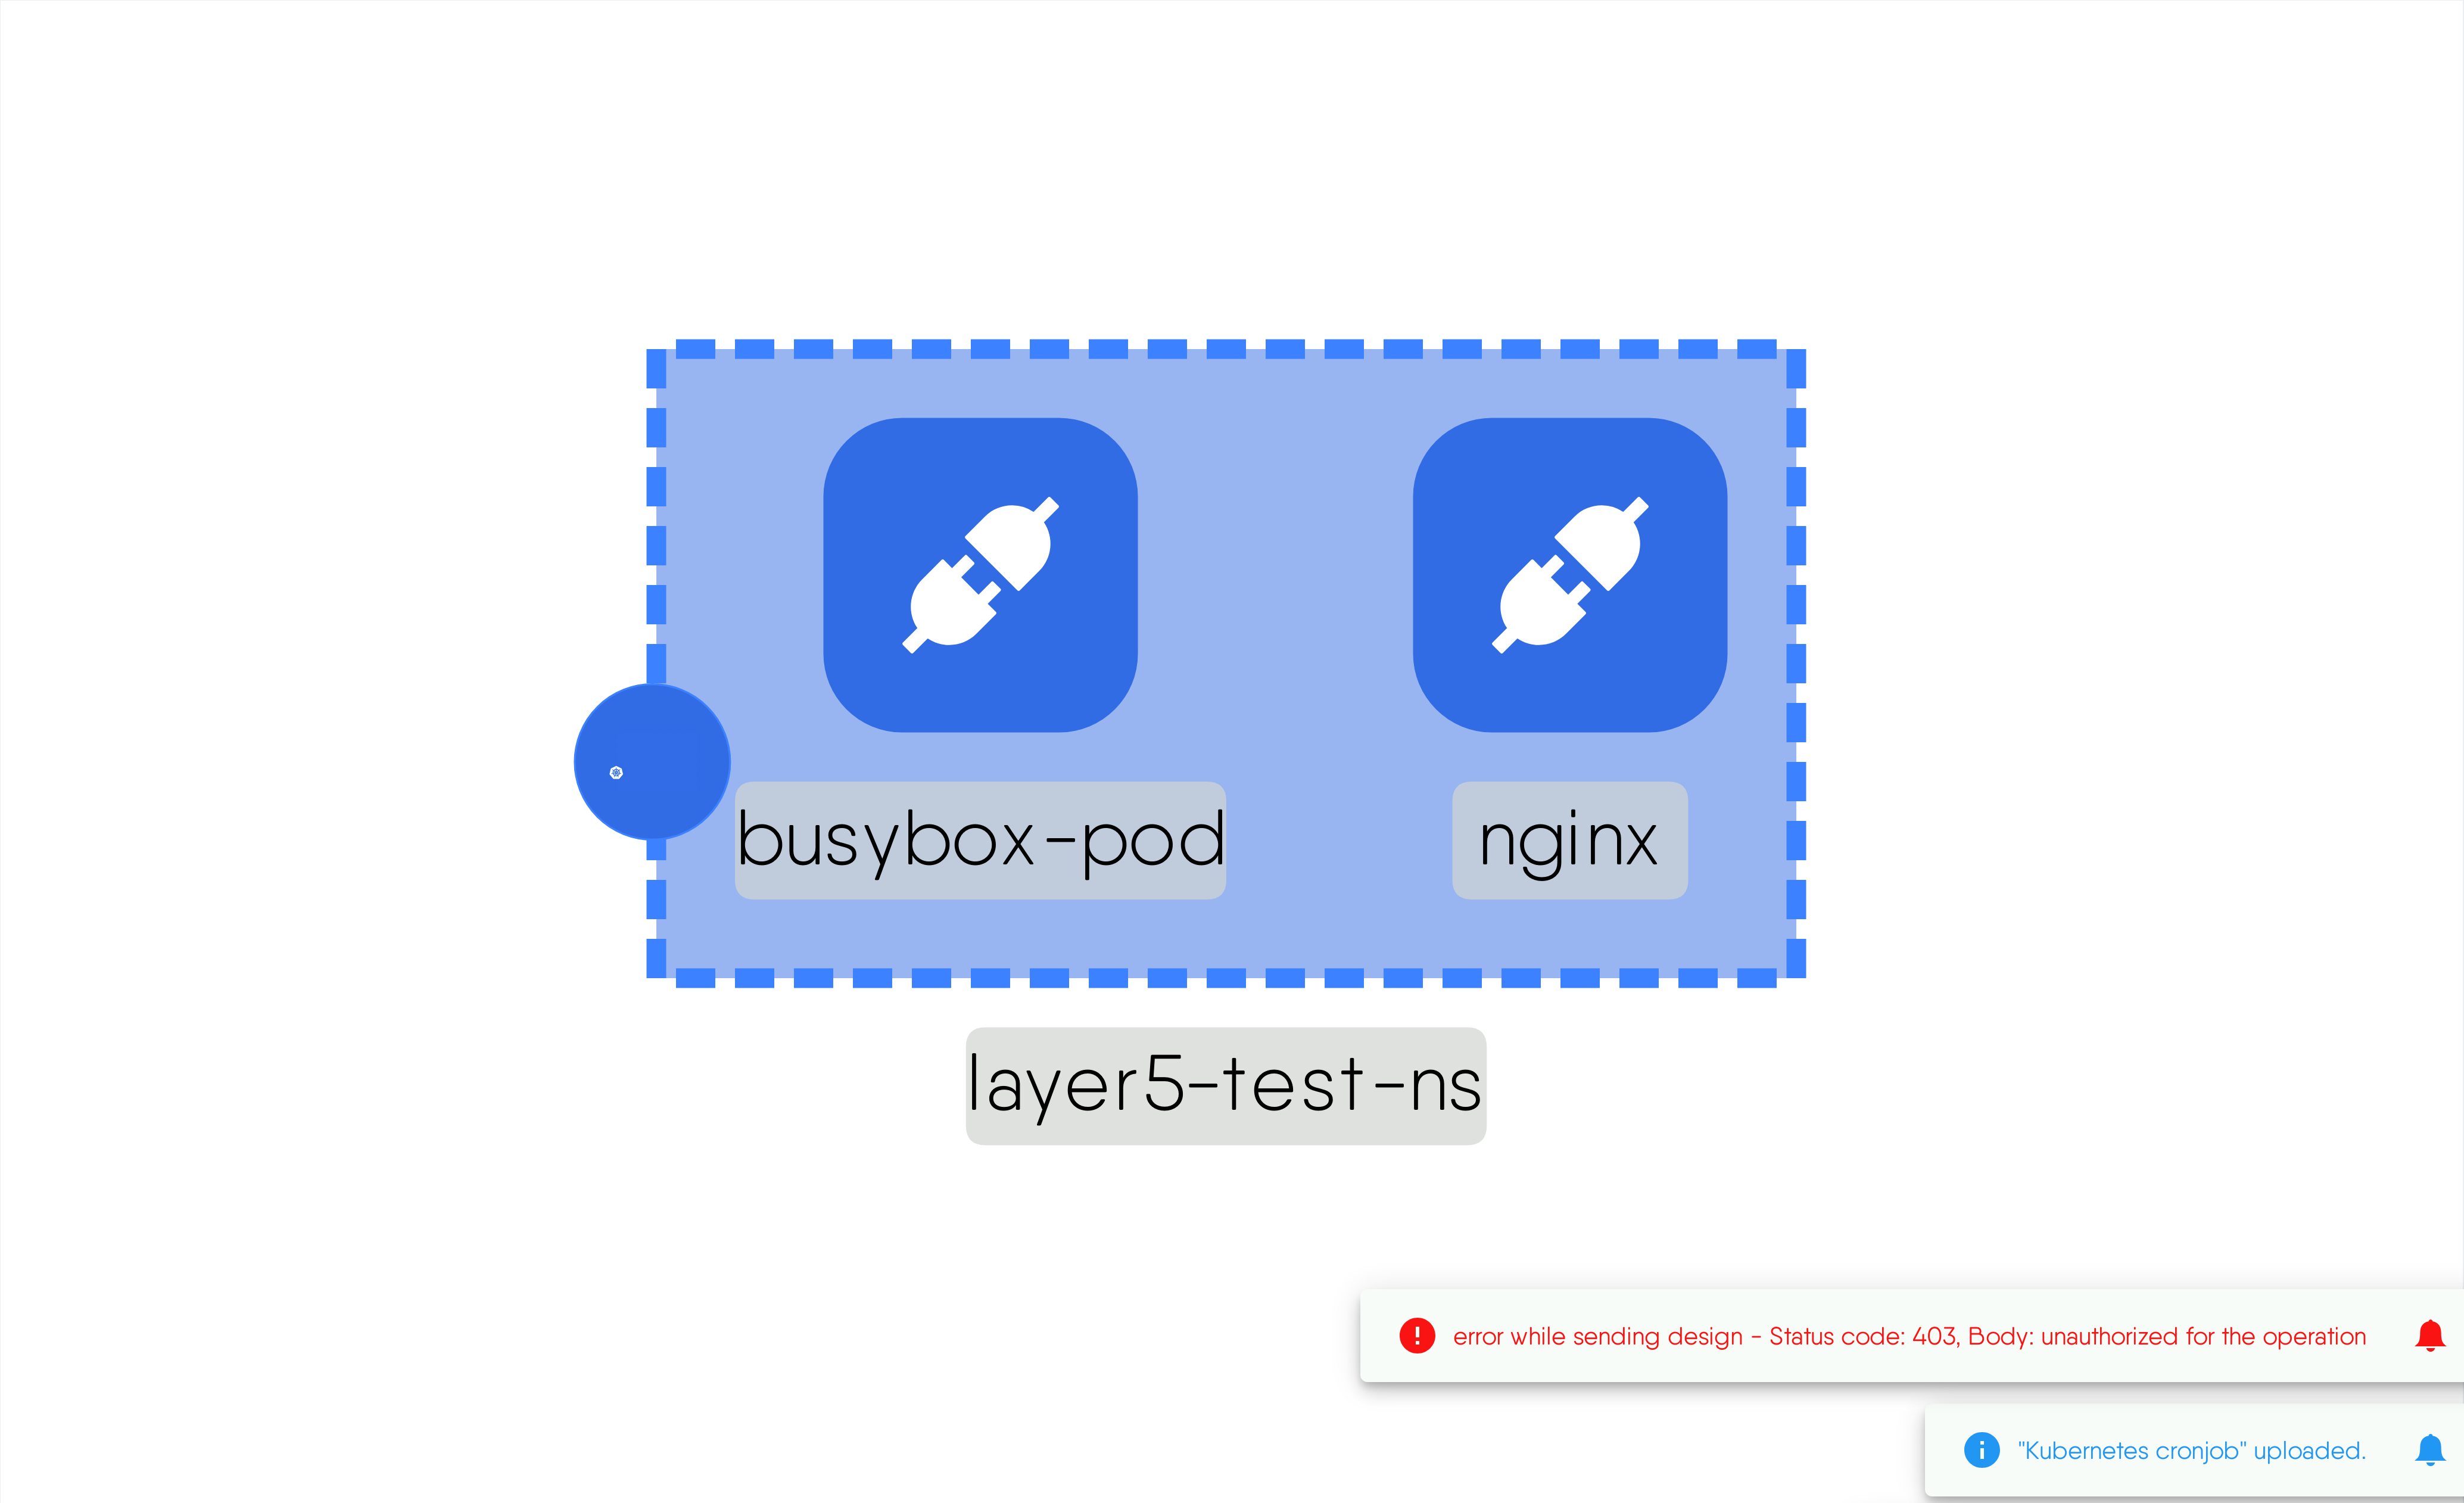 busybox-pod
nginx
layer5-test-ns
error while sending design - Status code: 403, Body: unauthorized for the operation
"Kubernetes cronjob" uploaded.